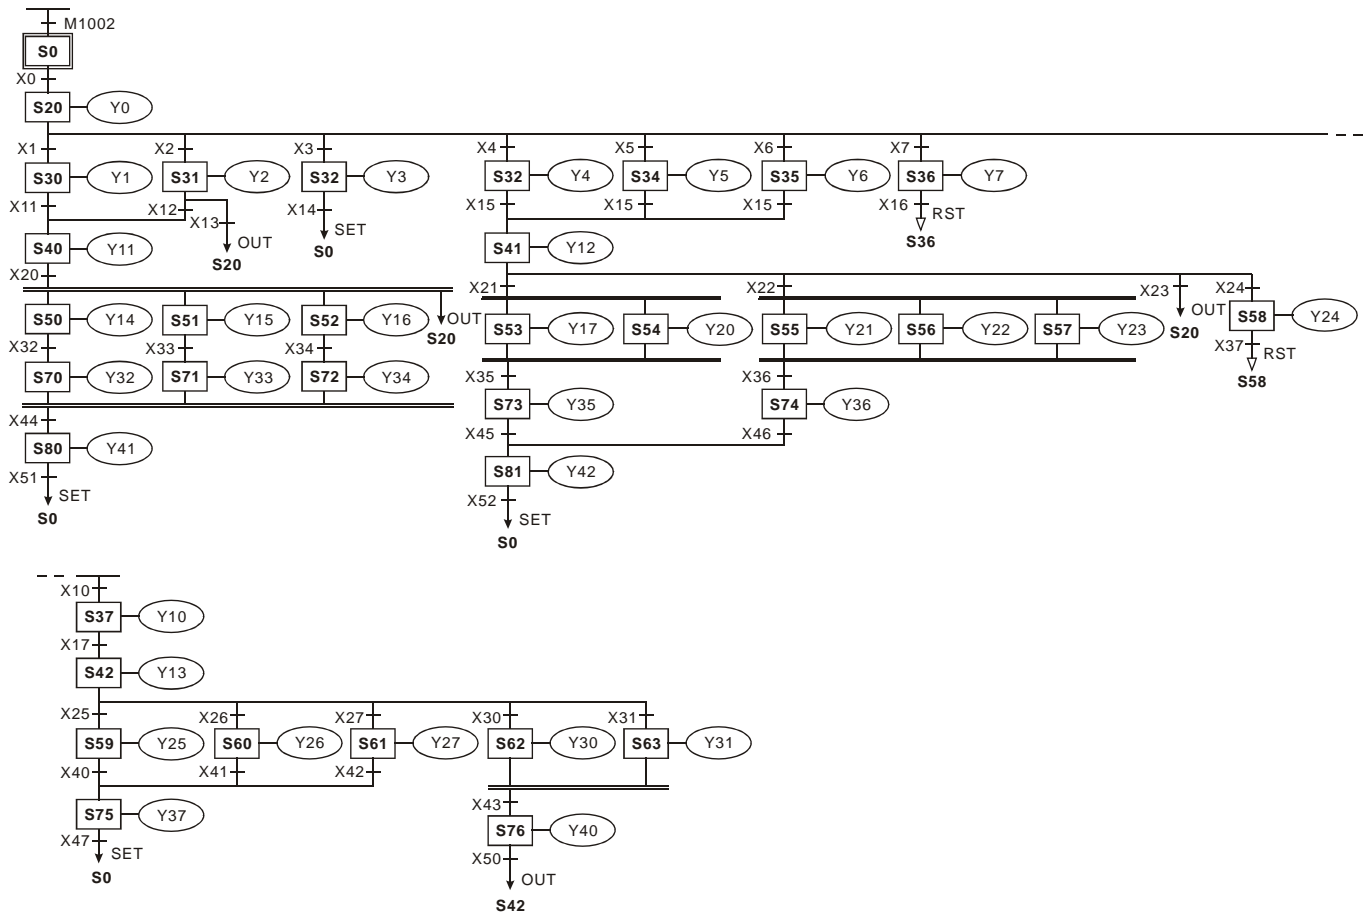 M1002
S0
X0
S20 Y0
X1 X2 X3 X4 X5 X6 X7
S30 Y1 S31 Y2 S32 Y3 S32 Y4 S34 Y5 S35 Y6 S36 Y7
X11 X12 X13 X14 SET X15 X15 X15 X16 RST
S40 Y11 OUT S0 S41 Y12 S36
S20
X20 X21 X22 X23 X24
S50 Y14 S51 Y15 S52 Y16 OUT S53 Y17 S54 Y20 S55 Y21 S56 Y22 S57 Y23 OUT S58 Y24
S20 S20
X32 X33 X34 X37 RST
S70 Y32 S71 Y33 S72 Y34 X35 X36 S58
S73 Y35 S74 Y36
X44 X45 X46
S80 Y41 S81 Y42
X51 SET X52 SET
S0 S0
X10
S37 Y10
X17
S42 Y13
X25 X26 X27 X30 X31
S59 Y25 S60 Y26 S61 Y27 S62 Y30 S63 Y31
X40 X41 X42
S75 Y37 X43
S76 Y40
X47 SET X50 OUT
S0 S42